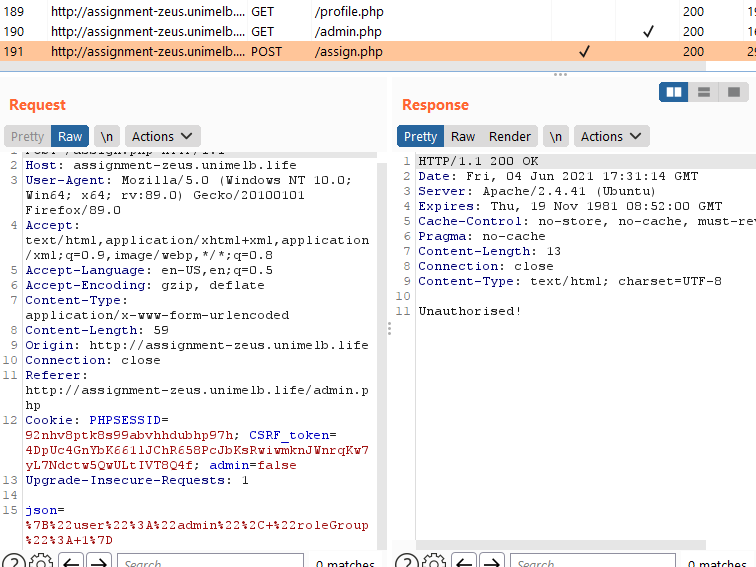 189 http://assignment-zeus.unimelb.... GET /profile.php 200
190 http://assignment-zeus.unimelb.... GET /admin.php ✓ 200
191 http://assignment-zeus.unimelb.... POST /assign.php ✓ 200
Request
Pretty Raw \n Actions
2 Host: assignment-zeus.unimelb.life
3 User-Agent: Mozilla/5.0 (Windows NT 10.0;
Win64; x64; rv:89.0) Gecko/20100101
Firefox/89.0
4 Accept:
text/html,application/xhtml+xml,application
/xml;q=0.9,image/webp,*/*;q=0.8
5 Accept-Language: en-US,en;q=0.5
6 Accept-Encoding: gzip, deflate
7 Content-Type:
application/x-www-form-urlencoded
8 Content-Length: 59
9 Origin: http://assignment-zeus.unimelb.life
10 Connection: close
11 Referer:
http://assignment-zeus.unimelb.life/admin.p
hp
12 Cookie: PHPSESSID=
92nhv8ptk8s99abvhhdubhp97h; CSRF_token=
4DpUc4GnYbK661lJChR658PcJbKsRwiwmknJWnrqKw7
yL7Ndctw5QwULtIVT8Q4f; admin=false
13 Upgrade-Insecure-Requests: 1
14
15 json=
%7B%22user%22%3A%22admin%22%2C+%22roleGroup
%22%3A+1%7D
Search...
0 matches
Response
Pretty Raw Render \n Actions
1 HTTP/1.1 200 OK
2 Date: Fri, 04 Jun 2021 17:31:14 GMT
3 Server: Apache/2.4.41 (Ubuntu)
4 Expires: Thu, 19 Nov 1981 08:52:00 GMT
5 Cache-Control: no-store, no-cache, must-re
6 Pragma: no-cache
7 Content-Length: 13
8 Connection: close
9 Content-Type: text/html; charset=UTF-8
10
11 Unauthorised!
Search...
0 matches